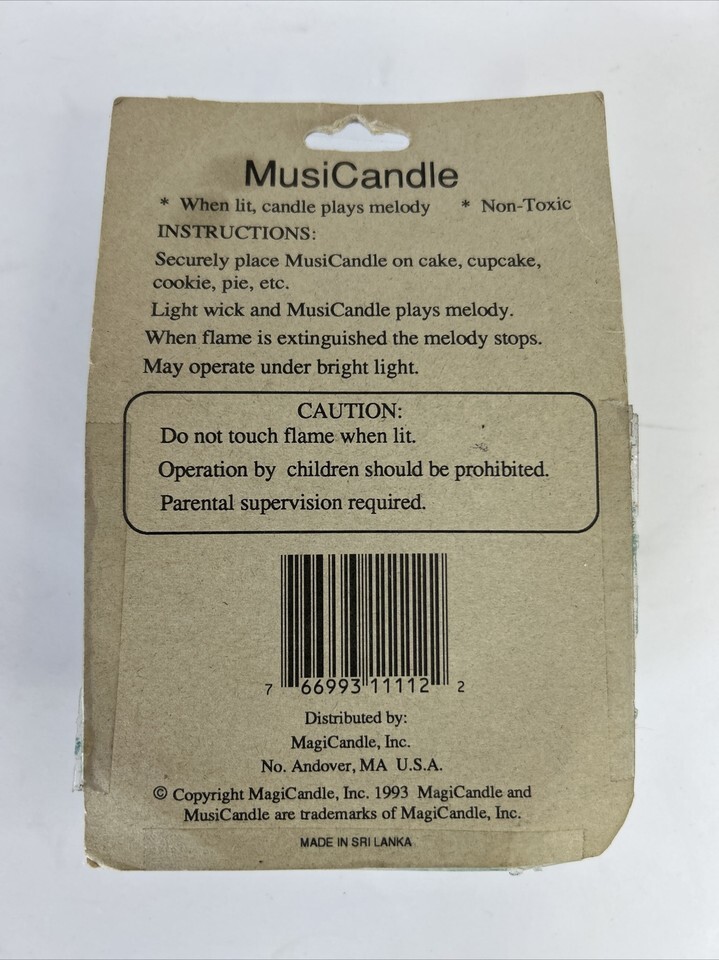 MusiCandle
* When lit, candle plays melody * Non-Toxic
INSTRUCTIONS:
Securely place MusiCandle on cake, cupcake,
cookie, pie, etc.
Light wick and MusiCandle plays melody.
When flame is extinguished the melody stops.
May operate under bright light.
CAUTION:
Do not touch flame when lit.
Operation by children should be prohibited.
Parental supervision required.
7 66993 11112 2
Distributed by:
MagiCandle, Inc.
No. Andover, MA U.S.A.
© Copyright MagiCandle, Inc. 1993 MagiCandle and
MusiCandle are trademarks of MagiCandle, Inc.
MADE IN SRI LANKA